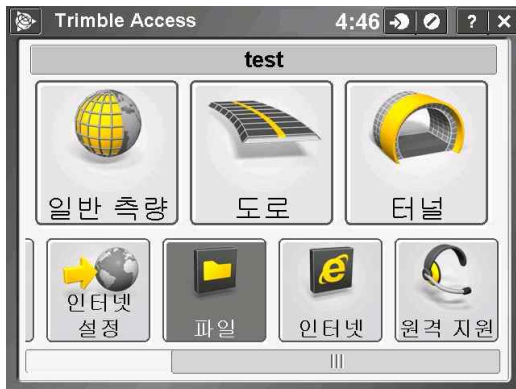 Trimble Access 4:46 ? X
test
일반 측량 도로 터널
인터넷
설정 파일 인터넷 원격 지원